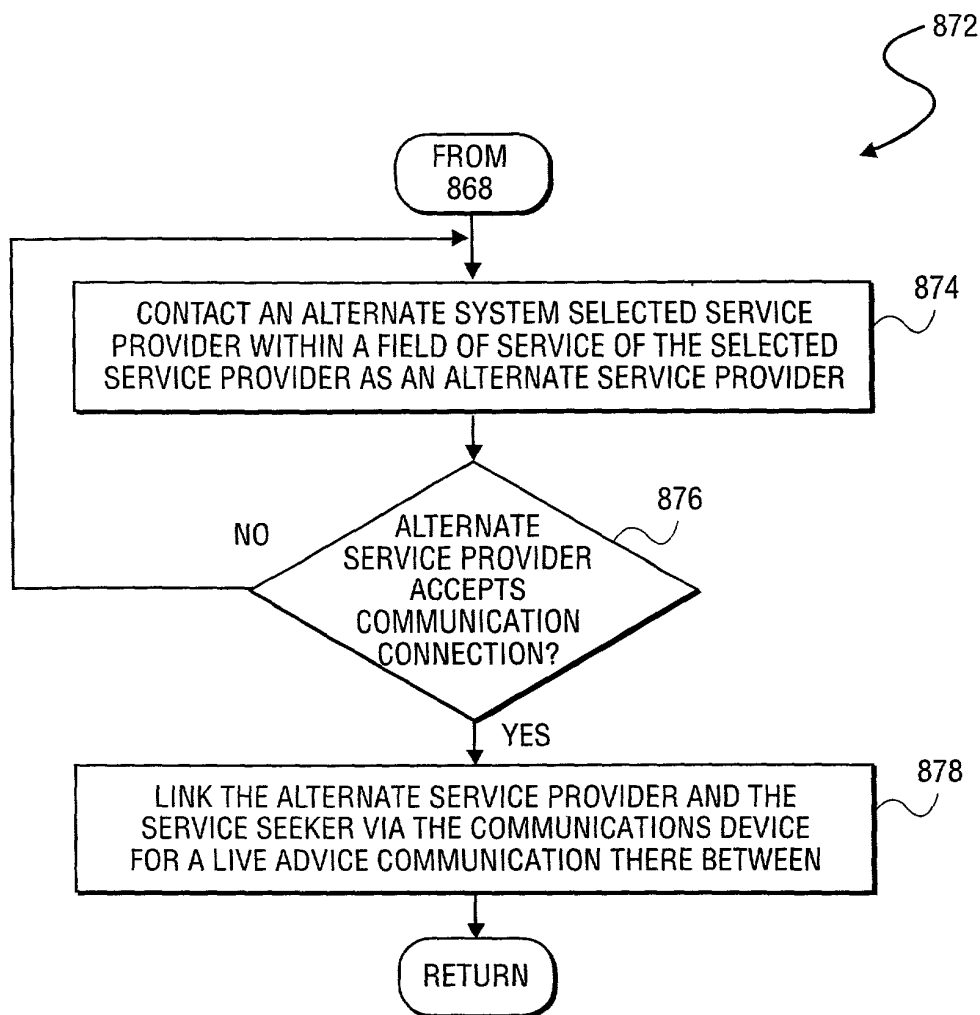 872
FROM
868
CONTACT AN ALTERNATE SYSTEM SELECTED SERVICE
PROVIDER WITHIN A FIELD OF SERVICE OF THE SELECTED
SERVICE PROVIDER AS AN ALTERNATE SERVICE PROVIDER
874
ALTERNATE
SERVICE PROVIDER
ACCEPTS
COMMUNICATION
CONNECTION?
876
NO
YES
LINK THE ALTERNATE SERVICE PROVIDER AND THE
SERVICE SEEKER VIA THE COMMUNICATIONS DEVICE
FOR A LIVE ADVICE COMMUNICATION THERE BETWEEN
878
RETURN